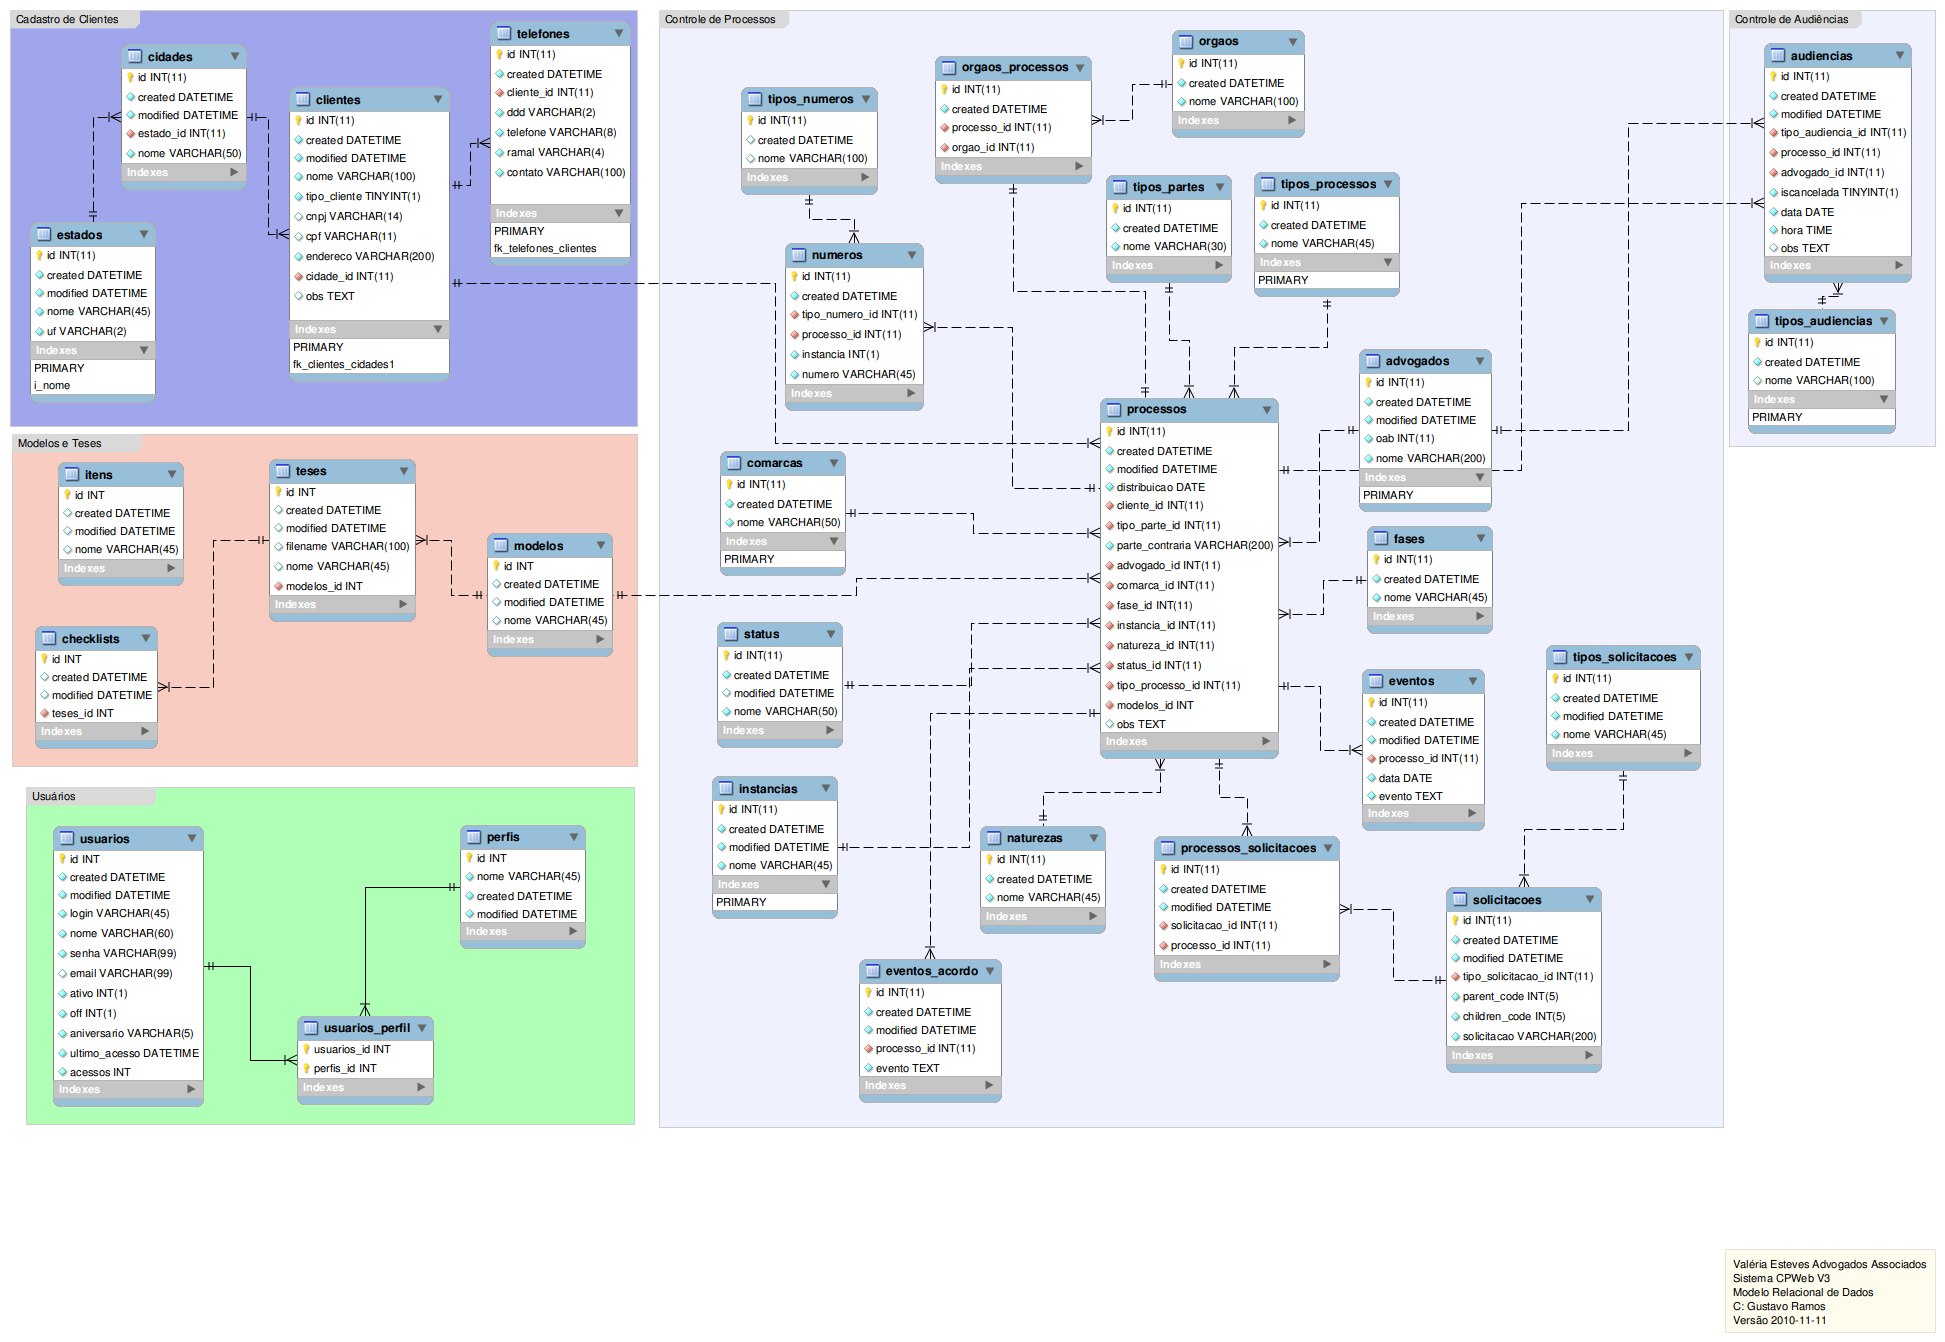 Cadastro de Clientes
cidades
id INT(11)
created DATETIME
modified DATETIME
estado_id INT(11)
nome VARCHAR(50)
Indexes
estados
id INT(11)
created DATETIME
modified DATETIME
nome VARCHAR(45)
uf VARCHAR(2)
Indexes
PRIMARY
i_nome
clientes
id INT(11)
created DATETIME
modified DATETIME
nome VARCHAR(100)
tipo_cliente TINYINT(1)
cnpj VARCHAR(14)
cpf VARCHAR(11)
endereco VARCHAR(200)
cidade_id INT(11)
obs TEXT
Indexes
PRIMARY
fk_clientes_cidades1
telefones
id INT(11)
created DATETIME
cliente_id INT(11)
ddd VARCHAR(2)
telefone VARCHAR(8)
ramal VARCHAR(4)
contato VARCHAR(100)
Indexes
PRIMARY
fk_telefones_clientes
Modelos e Teses
itens
id INT
created DATETIME
modified DATETIME
nome VARCHAR(45)
Indexes
teses
id INT
created DATETIME
modified DATETIME
filename VARCHAR(100)
nome VARCHAR(45)
modelos_id INT
Indexes
modelos
id INT
created DATETIME
modified DATETIME
nome VARCHAR(45)
Indexes
checklists
id INT
created DATETIME
modified DATETIME
teses_id INT
Indexes
Usuários
usuarios
id INT
created DATETIME
modified DATETIME
login VARCHAR(45)
nome VARCHAR(60)
senha VARCHAR(99)
email VARCHAR(99)
ativo INT(1)
off INT(1)
aniversario VARCHAR(5)
ultimo_acesso DATETIME
acessos INT
Indexes
perfis
id INT
nome VARCHAR(45)
created DATETIME
modified DATETIME
Indexes
usuarios_perfil
usuarios_id INT
perfis_id INT
Indexes
Controle de Processos
tipos_numeros
id INT(11)
created DATETIME
nome VARCHAR(100)
Indexes
orgaos_processos
id INT(11)
created DATETIME
processo_id INT(11)
orgao_id INT(11)
Indexes
orgaos
id INT(11)
created DATETIME
nome VARCHAR(100)
Indexes
numeros
id INT(11)
created DATETIME
tipo_numero_id INT(11)
processo_id INT(11)
instancia INT(1)
numero VARCHAR(45)
Indexes
tipos_partes
id INT(11)
created DATETIME
nome VARCHAR(30)
Indexes
tipos_processos
id INT(11)
created DATETIME
nome VARCHAR(45)
Indexes
PRIMARY
processos
id INT(11)
created DATETIME
modified DATETIME
distribuicao DATE
cliente_id INT(11)
tipo_parte_id INT(11)
parte_contraria VARCHAR(200)
advogado_id INT(11)
comarca_id INT(11)
fase_id INT(11)
instancia_id INT(11)
natureza_id INT(11)
status_id INT(11)
tipo_processo_id INT(11)
modelos_id INT
obs TEXT
Indexes
advogados
id INT(11)
created DATETIME
modified DATETIME
oab INT(11)
nome VARCHAR(200)
Indexes
PRIMARY
comarcas
id INT(11)
created DATETIME
nome VARCHAR(50)
Indexes
PRIMARY
fases
id INT(11)
created DATETIME
nome VARCHAR(45)
Indexes
status
id INT(11)
created DATETIME
modified DATETIME
nome VARCHAR(50)
Indexes
eventos
id INT(11)
created DATETIME
modified DATETIME
processo_id INT(11)
data DATE
evento TEXT
Indexes
tipos_solicitacoes
id INT(11)
created DATETIME
modified DATETIME
nome VARCHAR(45)
Indexes
instancias
id INT(11)
created DATETIME
modified DATETIME
nome VARCHAR(45)
Indexes
PRIMARY
naturezas
id INT(11)
created DATETIME
nome VARCHAR(45)
Indexes
processos_solicitacoes
id INT(11)
created DATETIME
modified DATETIME
solicitacao_id INT(11)
processo_id INT(11)
Indexes
solicitacoes
id INT(11)
created DATETIME
modified DATETIME
tipo_solicitacao_id INT(11)
parent_code INT(5)
children_code INT(5)
solicitacao VARCHAR(200)
Indexes
eventos_acordo
id INT(11)
created DATETIME
modified DATETIME
processo_id INT(11)
evento TEXT
Indexes
Controle de Audiências
audiencias
id INT(11)
created DATETIME
modified DATETIME
tipo_audiencia_id INT(11)
processo_id INT(11)
advogado_id INT(11)
iscancelada TINYINT(1)
data DATE
hora TIME
obs TEXT
Indexes
tipos_audiencias
id INT(11)
created DATETIME
nome VARCHAR(100)
Indexes
PRIMARY
Valéria Esteves Advogados Associados
Sistema CPWeb V3
Modelo Relacional de Dados
C: Gustavo Ramos
Versão 2010-11-11